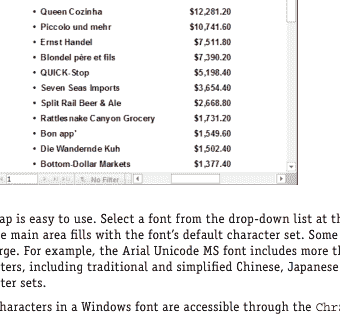 • Queen Cozinha $12,281.20
• Piccolo und mehr $10,741.60
• Ernst Handel $7,511.80
• Blondel père et fils $7,390.20
• QUICK-Stop $5,198.40
• Seven Seas Imports $3,654.40
• Split Rail Beer & Ale $2,668.80
• Rattlesnake Canyon Grocery $1,731.20
• Bon app' $1,549.60
• Die Wandernde Kuh $1,502.40
• Bottom-Dollar Markets $1,377.40
1 No Filter
ap is easy to use. Select a font from the drop-down list at th
e main area fills with the font's default character set. Some
rge. For example, the Arial Unicode MS font includes more th
ters, including traditional and simplified Chinese, Japanese
ter sets.
haracters in a Windows font are accessible through the Chr